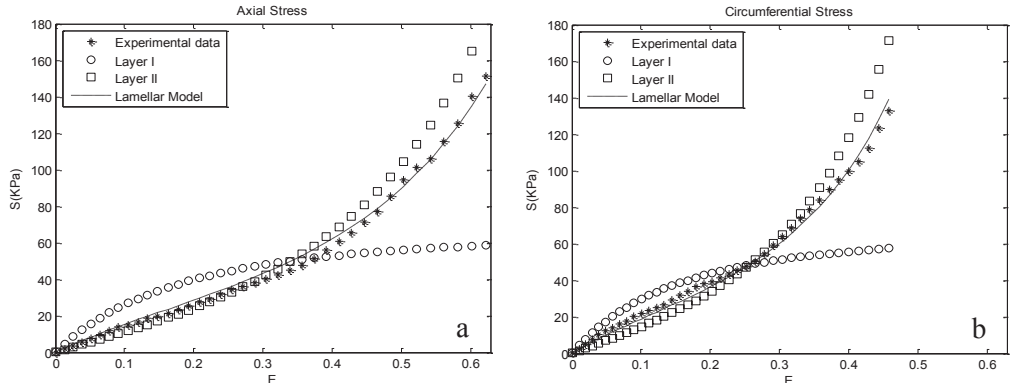 Axial Stress
180
160
140
120
100
80
60
40
20
0
S(KPa)
Experimental data
Layer I
Layer II
Lamellar Model
a
0 0.1 0.2 0.3 0.4 0.5 0.6
E
Circumferential Stress
180
160
140
120
100
80
60
40
20
0
S(KPa)
Experimental data
Layer I
Layer II
Lamellar Model
b
0 0.1 0.2 0.3 0.4 0.5 0.6
E